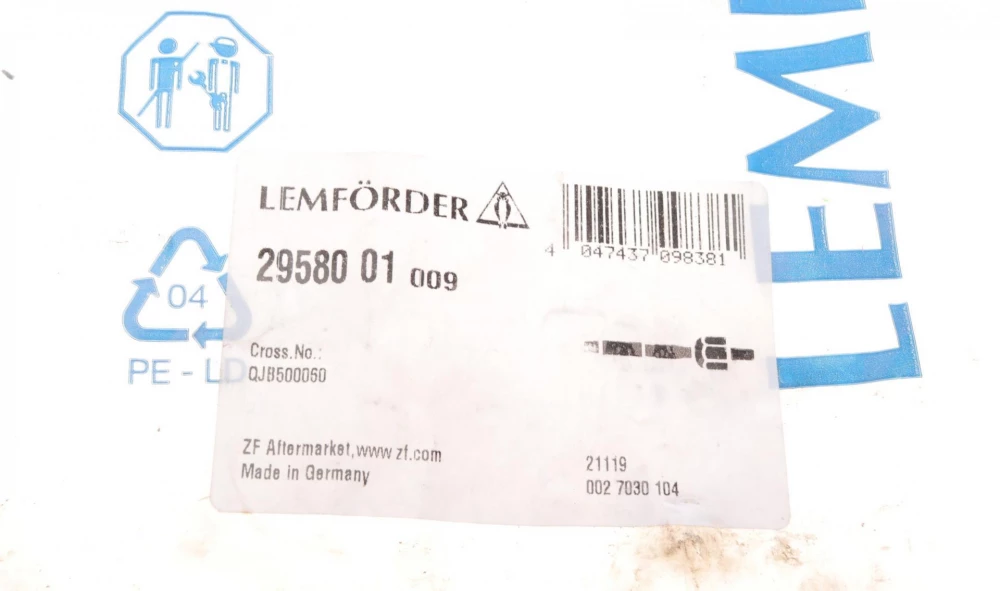 LEMFÖRDER
29580 01 009
4 047437 098381
Cross.No.:
QJB500060
ZF Aftermarket,www.zf.com
Made in Germany
21119
002 7030 104
04
PE - LD
LEM